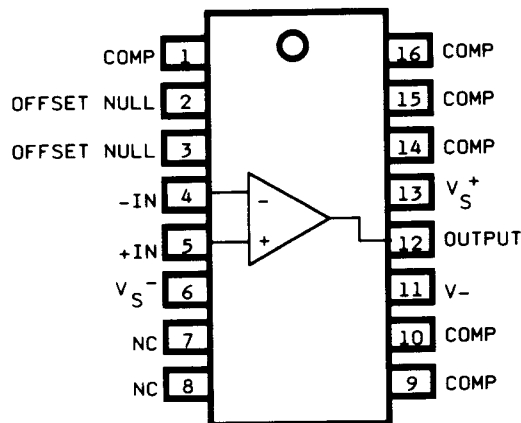 COMP 1
OFFSET NULL 2
OFFSET NULL 3
-IN 4
+IN 5
VS- 6
NC 7
NC 8
16 COMP
15 COMP
14 COMP
13 VS+
12 OUTPUT
11 V-
10 COMP
9 COMP
-
+